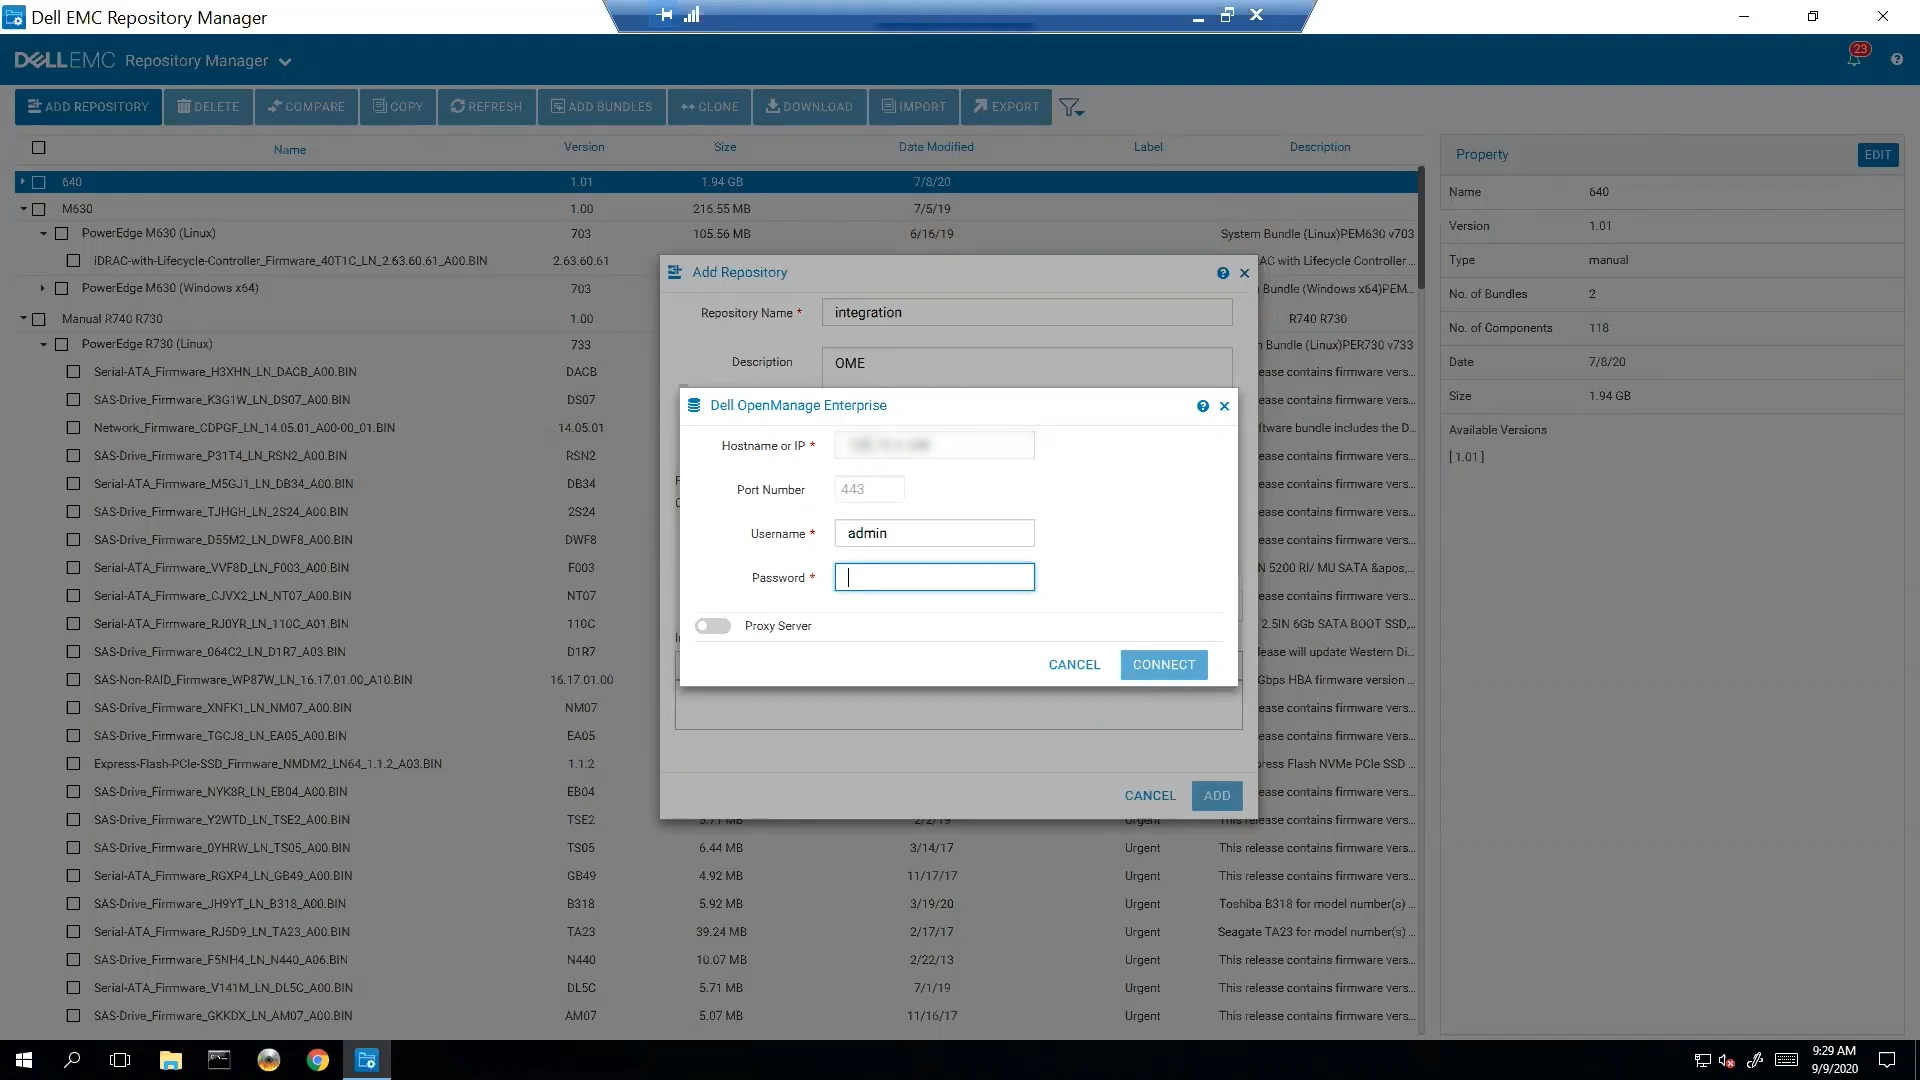 Dell EMC Repository Manager
DELLEMC Repository Manager
23
ADD REPOSITORY DELETE COMPARE COPY REFRESH ADD BUNDLES CLONE DOWNLOAD IMPORT EXPORT
Name Version Size Date Modified Label Description
640 1.01 1.94 GB 7/8/20
M630 1.00 216.55 MB 7/5/19
PowerEdge M630 (Linux) 703 105.56 MB 6/16/19 System Bundle (Linux)PEM630 v703
iDRAC-with-Lifecycle-Controller_Firmware_40T1C_LN_2.63.60.61_A00.BIN 2.63.60.61 AC with Lifecycle Controller ...
PowerEdge M630 (Windows x64) 703 Bundle (Windows x64)PEM...
Manual R740 R730 1.00 R740 R730
PowerEdge R730 (Linux) 733 Bundle (Linux)PER730 v733
Serial-ATA_Firmware_H3XHN_LN_DACB_A00.BIN DACB ease contains firmware vers...
SAS-Drive_Firmware_K3G1W_LN_DS07_A00.BIN DS07 ease contains firmware vers...
Network_Firmware_CDPGF_LN_14.05.01_A00-00_01.BIN 14.05.01 ftware bundle includes the D...
SAS-Drive_Firmware_P31T4_LN_RSN2_A00.BIN RSN2 ease contains firmware vers...
Serial-ATA_Firmware_M5GJ1_LN_DB34_A00.BIN DB34 ease contains firmware vers...
SAS-Drive_Firmware_TJHGH_LN_2S24_A00.BIN 2S24 ease contains firmware vers...
SAS-Drive_Firmware_D55M2_LN_DWF8_A00.BIN DWF8 ease contains firmware vers...
SAS-Drive_Firmware_VVF8D_LN_F003_A00.BIN F003 N 5200 RI/ MU SATA &apos;...
SAS-Drive_Firmware_CJVX2_LN_NT07_A00.BIN NT07 ease contains firmware vers...
Serial-ATA_Firmware_RJ0YR_LN_110C_A01.BIN 110C 2.5IN 6Gb SATA BOOT SSD,...
SAS-Drive_Firmware_064C2_LN_D1R7_A03.BIN D1R7 lease will update Western Di...
SAS-Non-RAID_Firmware_WP87W_LN_16.17.01.00_A10.BIN 16.17.01.00 Gbps HBA firmware version ...
SAS-Drive_Firmware_XNFK1_LN_NM07_A00.BIN NM07 ease contains firmware vers...
SAS-Drive_Firmware_TGCJ8_LN_EA05_A00.BIN EA05 ease contains firmware vers...
Express-Flash-PCIe-SSD_Firmware_NMDM2_LN64_1.1.2_A03.BIN 1.1.2 press Flash NVMe PCIe SSD ...
SAS-Drive_Firmware_NYK8R_LN_EB04_A00.BIN EB04 ease contains firmware vers...
SAS-Drive_Firmware_Y2WTD_LN_TSE2_A00.BIN TSE2 5.71 MB 2/2/19 Urgent This release contains firmware vers...
SAS-Drive_Firmware_0YHRW_LN_TS05_A00.BIN TS05 6.44 MB 3/14/17 Urgent This release contains firmware vers...
Serial-ATA_Firmware_RGXP4_LN_GB49_A00.BIN GB49 4.92 MB 11/17/17 Urgent This release contains firmware vers...
SAS-Drive_Firmware_JH9YT_LN_B318_A00.BIN B318 5.92 MB 3/19/20 Urgent Toshiba B318 for model number(s) ...
Serial-ATA_Firmware_RJ5D9_LN_TA23_A00.BIN TA23 39.24 MB 2/17/17 Urgent Seagate TA23 for model number(s) ...
SAS-Drive_Firmware_F5NH4_LN_N440_A06.BIN N440 10.07 MB 2/22/13 Urgent This release contains firmware vers...
Serial-ATA_Firmware_V141M_LN_DL5C_A00.BIN DL5C 5.71 MB 7/1/19 Urgent This release contains firmware vers...
SAS-Drive_Firmware_GKKDX_LN_AM07_A00.BIN AM07 5.07 MB 11/16/17 Urgent This release contains firmware vers...
Add Repository
Repository Name * integration
Description OME
Dell OpenManage Enterprise
Hostname or IP *
Port Number 443
Username * admin
Password *
Proxy Server
CANCEL CONNECT
CANCEL ADD
Property EDIT
Name 640
Version 1.01
Type manual
No. of Bundles 2
No. of Components 118
Date 7/8/20
Size 1.94 GB
Available Versions
[ 1.01 ]
9:29 AM
9/9/2020